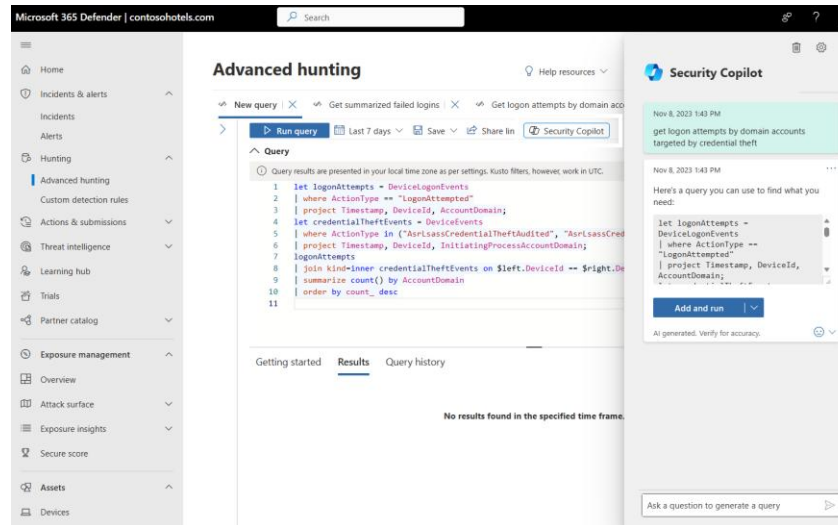 Microsoft 365 Defender | contosohotels.com
Search
Home
Incidents & alerts
Incidents
Alerts
Hunting
Advanced hunting
Custom detection rules
Actions & submissions
Threat intelligence
Learning hub
Trials
Partner catalog
Exposure management
Overview
Attack surface
Exposure insights
Secure score
Assets
Devices
Advanced hunting
Help resources
New query
Get summarized failed logins
Get logon attempts by domain acco
Run query
Last 7 days
Save
Share lin
Security Copilot
Query
Query results are presented in your local time zone as per settings. Kusto filters, however, work in UTC.
1 let logonAttempts = DeviceLogonEvents
2 | where ActionType == "LogonAttempted"
3 | project Timestamp, DeviceId, AccountDomain;
4 let credentialTheftEvents = DeviceEvents
5 | where ActionType in ("AsrLsassCredentialTheftAudited", "AsrLsassCred
6 | project Timestamp, DeviceId, InitiatingProcessAccountDomain;
7 logonAttempts
8 | join kind=inner credentialTheftEvents on $left.DeviceId == $right.De
9 | summarize count() by AccountDomain
10 | order by count_ desc
11
Getting started
Results
Query history
No results found in the specified time frame.
Security Copilot
Nov 8, 2023 1:43 PM
get logon attempts by domain accounts
targeted by credential theft
Nov 8, 2023 1:43 PM
Here's a query you can use to find what you
need:
let logonAttempts =
DeviceLogonEvents
| where ActionType ==
"LogonAttempted"
| project Timestamp, DeviceId,
AccountDomain;
Add and run
AI generated. Verify for accuracy.
Ask a question to generate a query